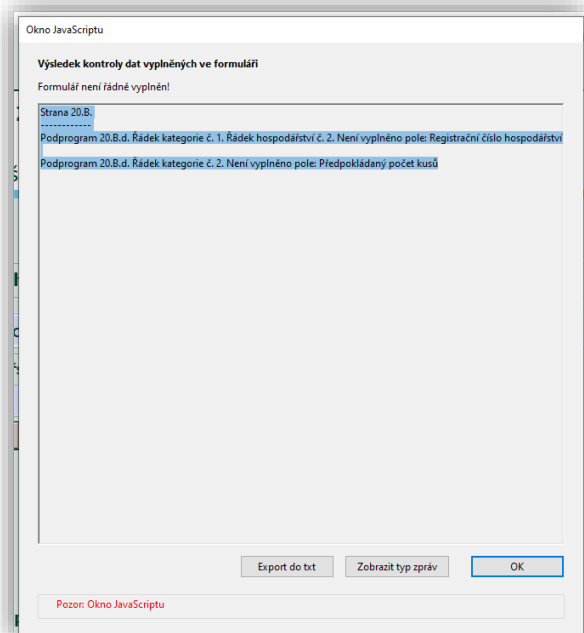 Okno JavaScriptu
Výsledek kontroly dat vyplněných ve formuláři
Formulář není řádně vyplněn!
Strana 20.B.
------------
Podprogram 20.B.d. Řádek kategorie č. 1. Řádek hospodářství č. 2. Není vyplněno pole: Registrační číslo hospodářství
Podprogram 20.B.d. Řádek kategorie č. 2. Není vyplněno pole: Předpokládaný počet kusů
Export do txt
Zobrazit typ zpráv
OK
Pozor: Okno JavaScriptu